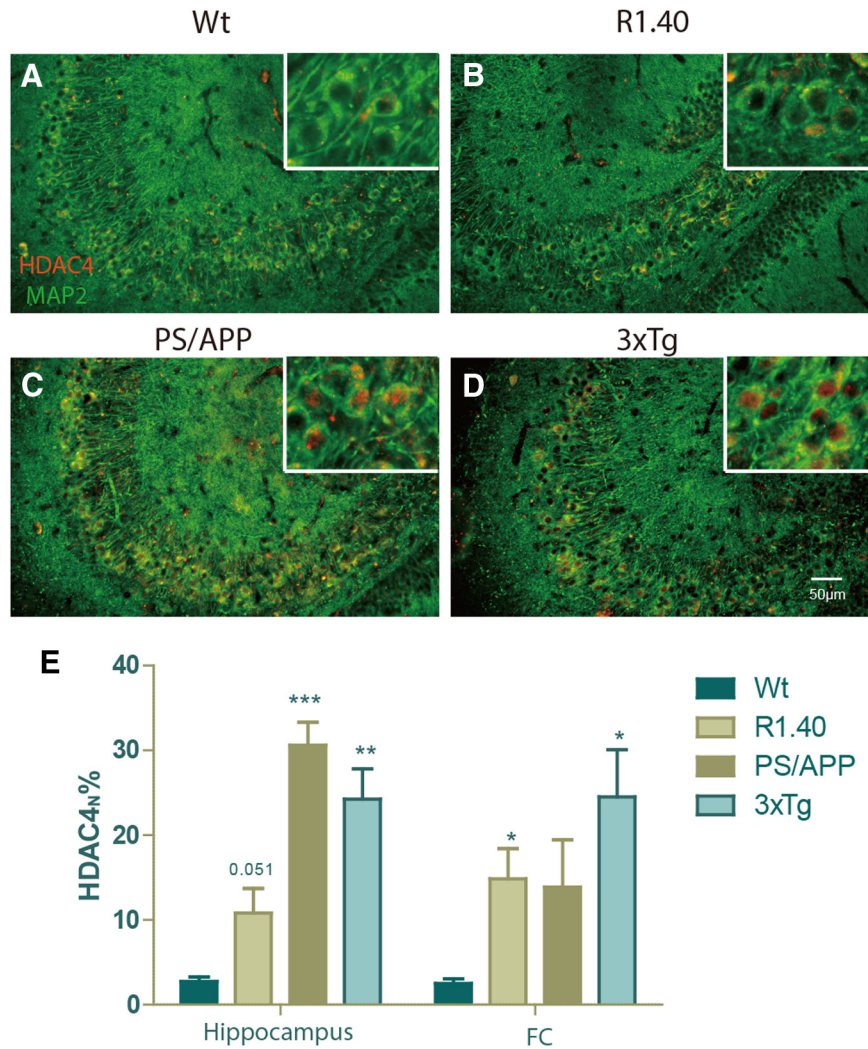 Wt
R1.40
A
B
HDAC4
MAP2
PS/APP
3xTg
C
D
50μm
E
HDAC4N%
40
30
20
10
0
0.051
***
**
*
*
Hippocampus
FC
Wt
R1.40
PS/APP
3xTg